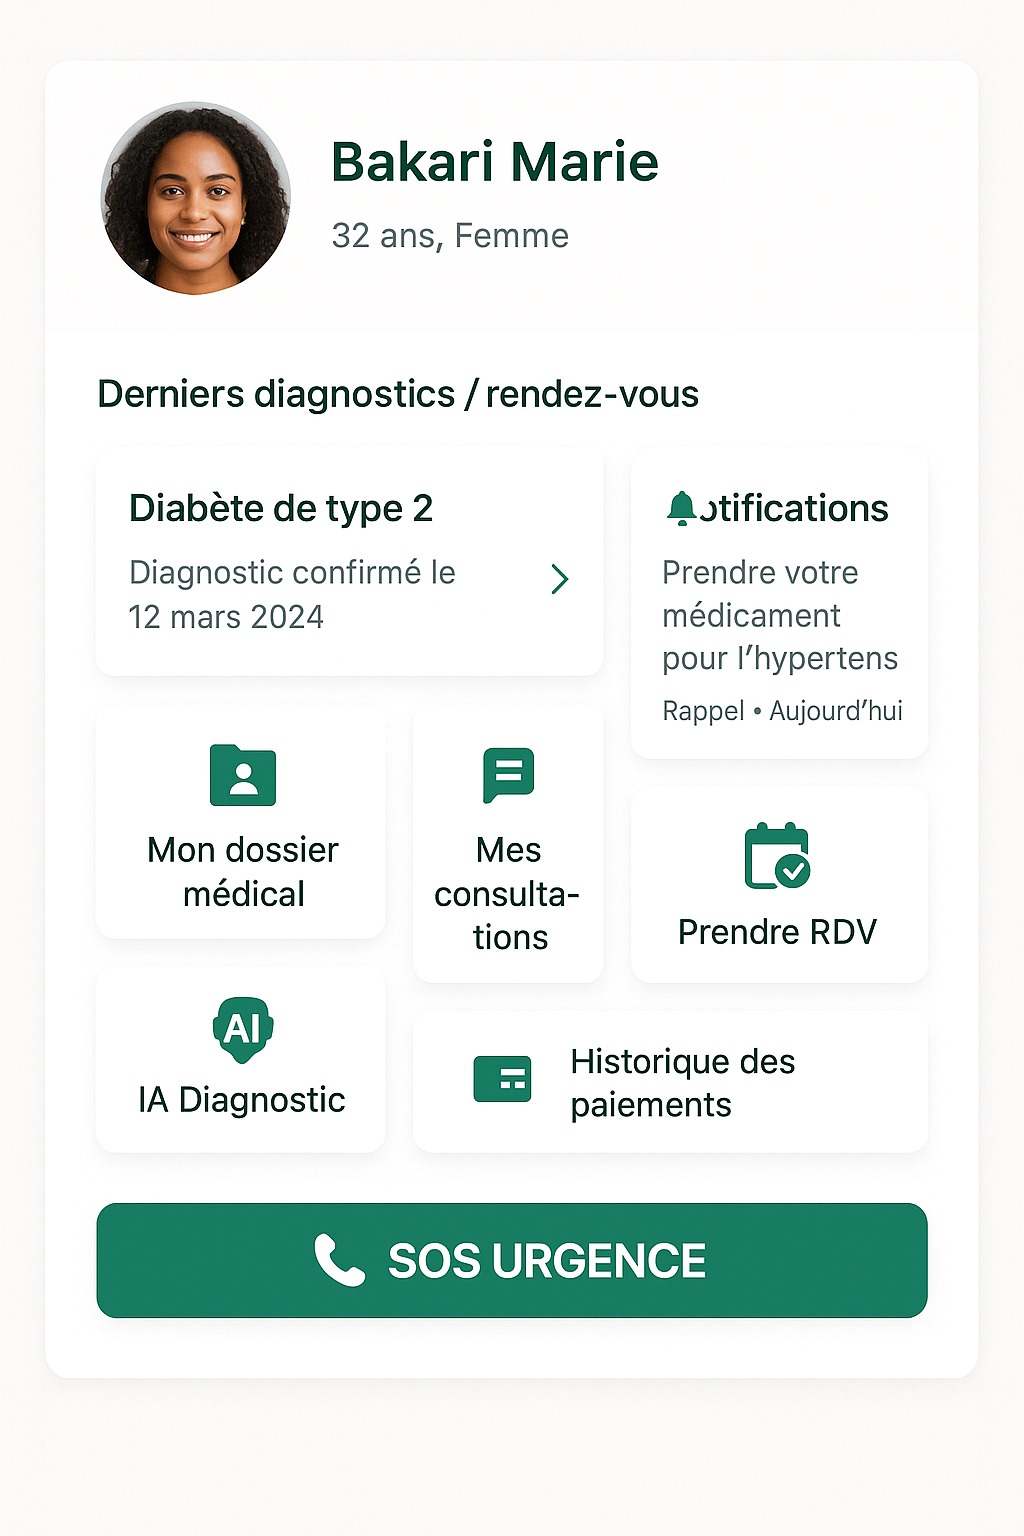 Bakari Marie
32 ans, Femme
Derniers diagnostics / rendez-vous
Diabète de type 2
Diagnostic confirmé le
12 mars 2024
otifications
Prendre votre
médicament
pour l’hypertens
Rappel • Aujourd’hui
Mon dossier
médical
Mes
consulta-
tions
Prendre RDV
AI
IA Diagnostic
Historique des
paiements
SOS URGENCE